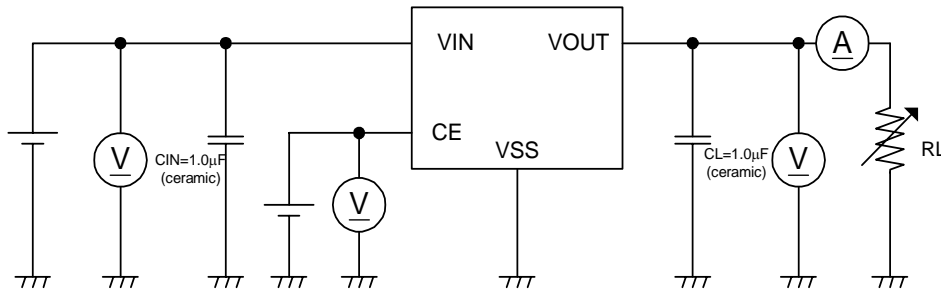 VIN VOUT
A
CE
VSS
V
CIN=1.0μF
(ceramic)
V
CL=1.0μF
(ceramic)
V
RL